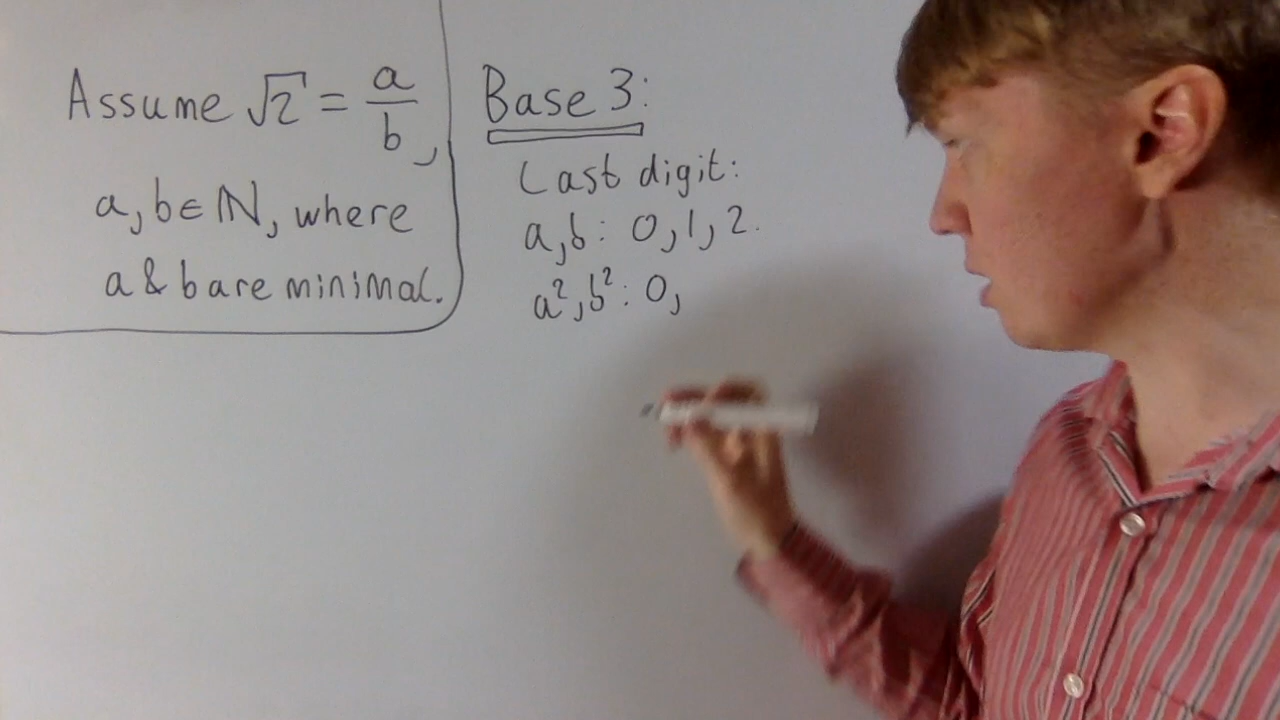 Assume √2 = a/b,
a, b ∈ ℕ, where
a & b are minimal.
Base 3:
Last digit:
a, b: 0, 1, 2.
a², b²: 0,